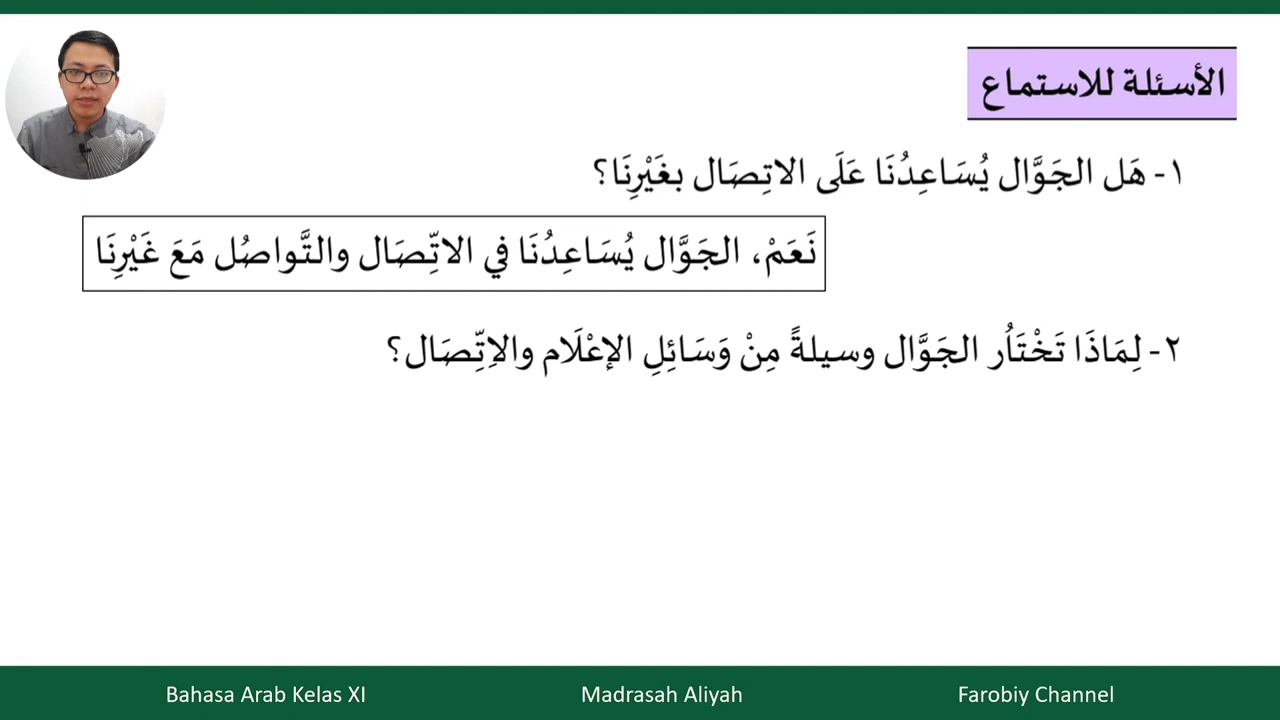 الأسئلة للاستماع
١- هَل الجَوَّال يُسَاعِدُنَا عَلَى الاتِصَال بغَيْرِنَا؟
نَعَمْ، الجَوَّال يُسَاعِدُنَا في الاتِّصَال والتَّواصُل مَعَ غَيْرِنَا
٢- لِمَاذَا تَخْتَاُر الجَوَّال وسيلةً مِنْ وَسَائِلِ الإعْلَام والاِتِّصَال؟
Bahasa Arab Kelas XI
Madrasah Aliyah
Farobiy Channel